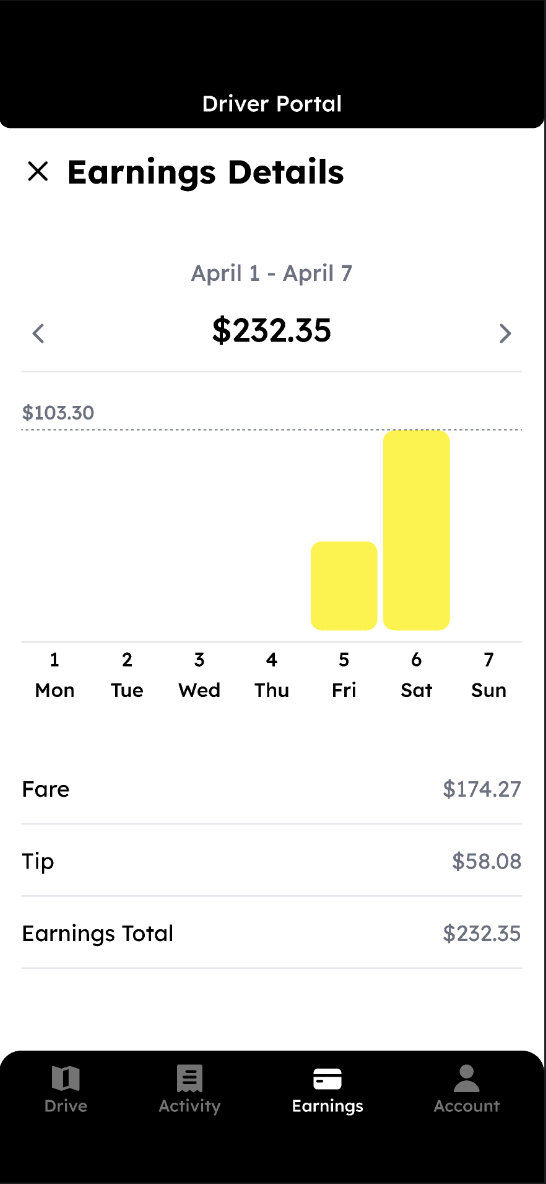 Driver Portal
Earnings Details
April 1 - April 7
$232.35
$103.30
1 2 3 4 5 6 7
Mon Tue Wed Thu Fri Sat Sun
Fare $174.27
Tip $58.08
Earnings Total $232.35
Drive Activity Earnings Account